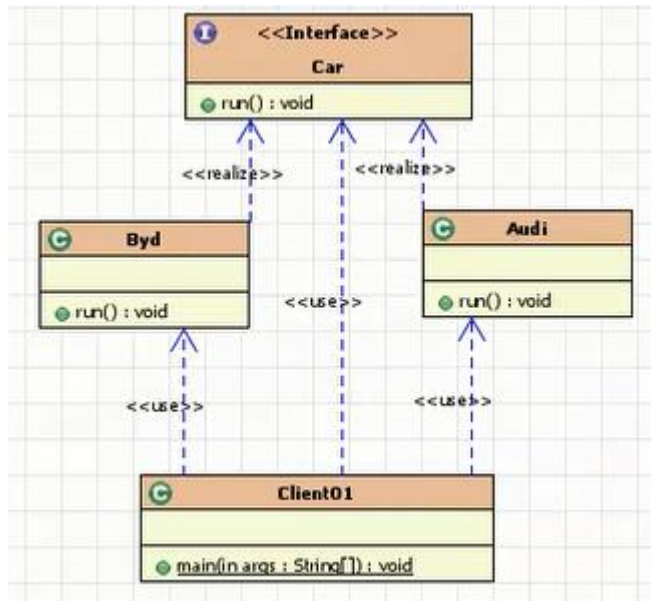 I <<Interface>>
Car
run() : void
<<realize>>
<<realize>>
C Byd
run() : void
C Audi
run() : void
<<use>>
<<use>>
<<use>>
C Client01
main(in args : String[]) : void